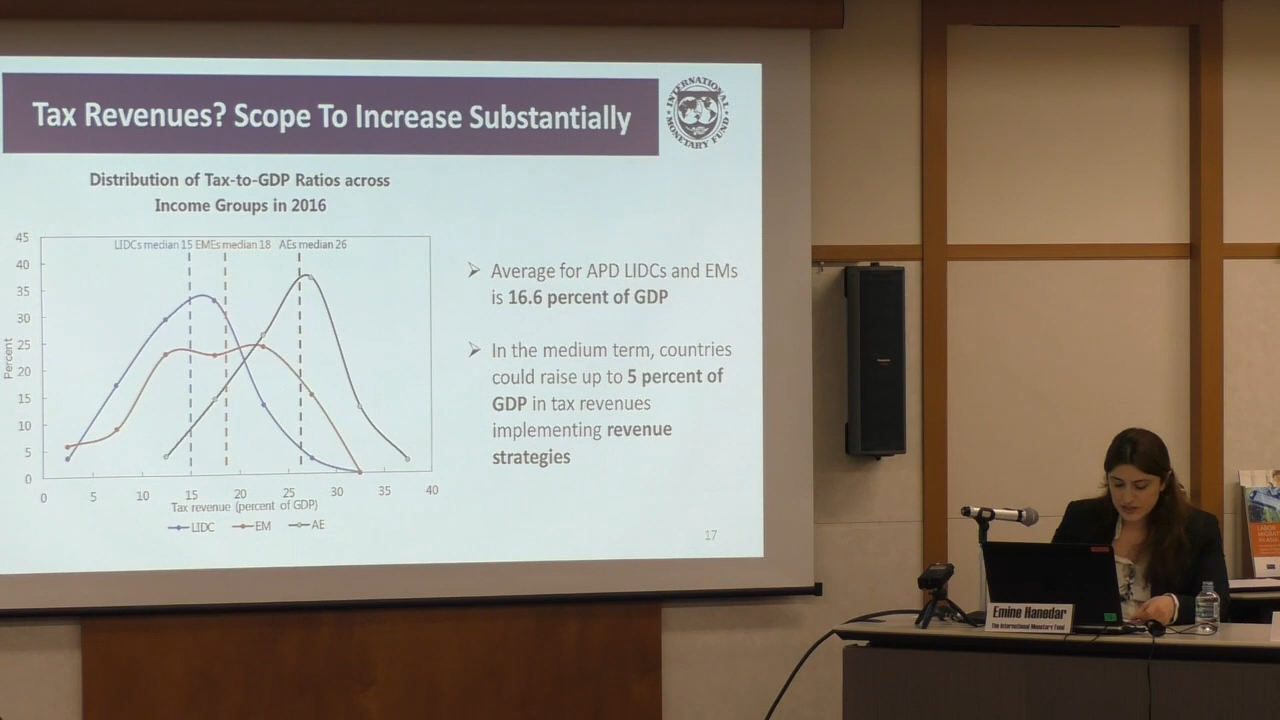 Tax Revenues? Scope To Increase Substantially
INTERNATIONAL MONETARY FUND
Distribution of Tax-to-GDP Ratios across
Income Groups in 2016
LIDCs median 15 EMEs median 18 AEs median 26
45
40
35
30
25
20
15
10
5
0
Percent
0 5 10 15 20 25 30 35 40
Tax revenue (percent of GDP)
LIDC EM AE
➢ Average for APD LIDCs and EMs
is 16.6 percent of GDP
➢ In the medium term, countries
could raise up to 5 percent of
GDP in tax revenues
implementing revenue
strategies
17
Emine Hanedar
The International Monetary Fund
LABOR
MIGRATION
IN ASIA